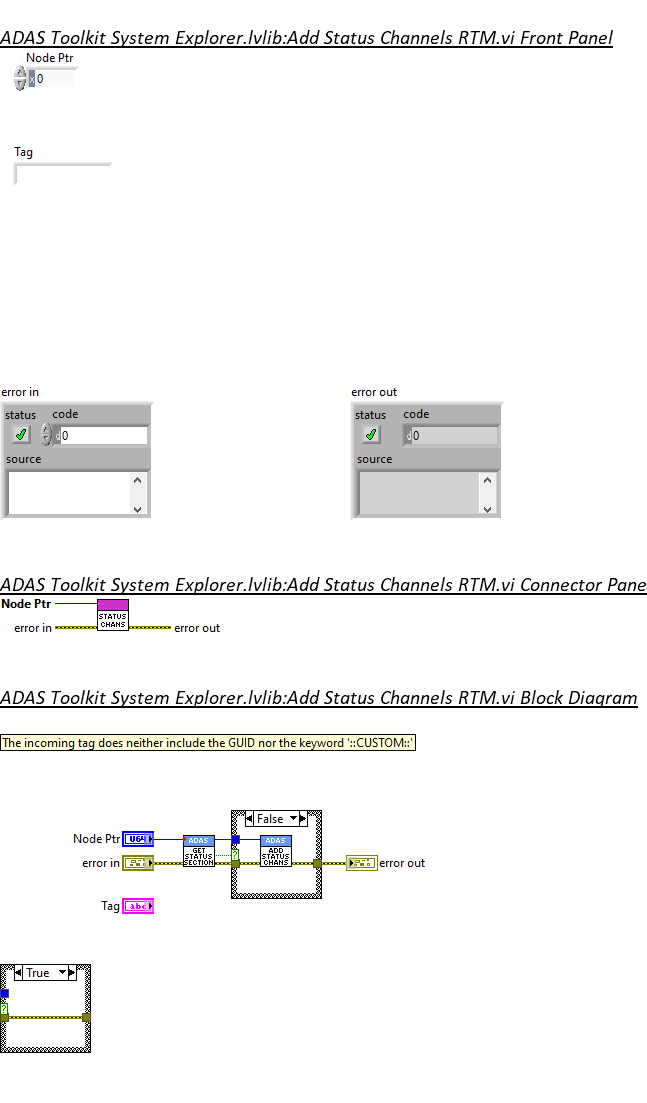 ADAS Toolkit System Explorer.lvlib:Add Status Channels RTM.vi Front Panel
Node Ptr
x 0
Tag
error in
error out
status code
status code
d 0
d 0
source
source
ADAS Toolkit System Explorer.lvlib:Add Status Channels RTM.vi Connector Pane
Node Ptr
STATUS
CHANS
error in
error out
ADAS Toolkit System Explorer.lvlib:Add Status Channels RTM.vi Block Diagram
The incoming tag does neither include the GUID nor the keyword '::CUSTOM::'
False
Node Ptr U64
ADAS
GET
STATUS
SECTION
?
ADAS
ADD
STATUS
CHANS
error in
error out
Tag abc
True
?